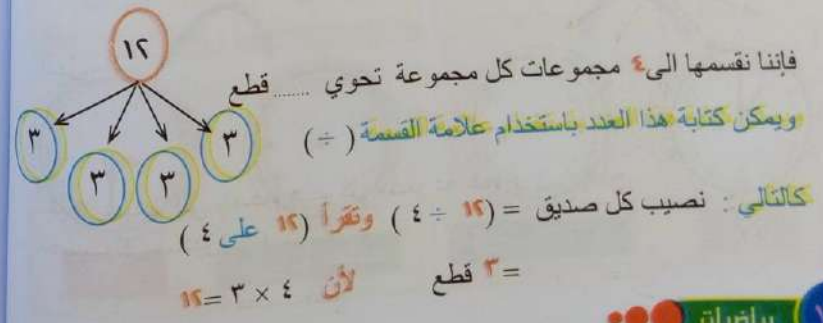 ١٢
فإننا نقسمها الى ٤ مجموعات كل مجموعة تحوي ....... قطع
٣ ٣ ٣ ٣
ويمكن كتابة هذا العدد باستخدام علامة القسمة ( ÷ )
كالتالي : نصيب كل صديق = (١٢ ÷ ٤ ) وتقرأ (١٢ على ٤ )
=٣ قطع لأن ٤ × ٣ =١٢
رياضيات